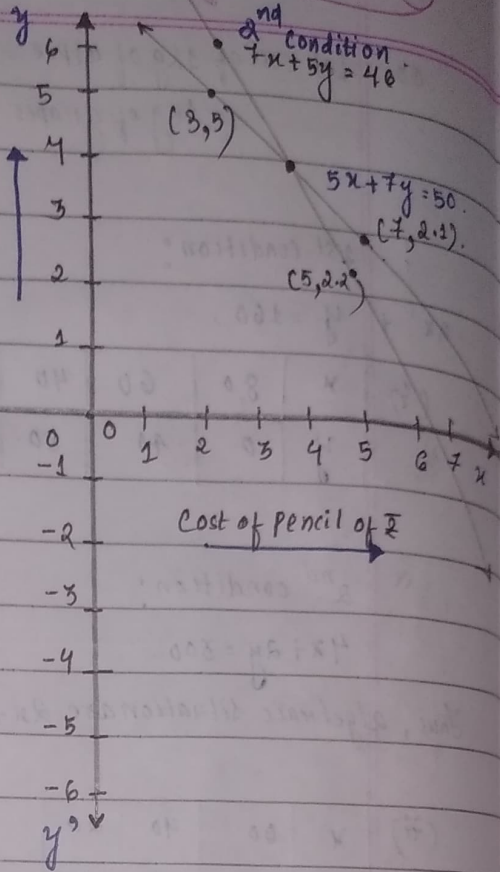 y
2nd condition
7x+5y=46
6
5
(3,5)
4
5x+7y=50.
3
(7,2.1).
2
(5,2.2)
1
0 0 1 2 3 4 5 6 7 x
-1
Cost of pencil of
-2
-3
-4
-5
-6
y'